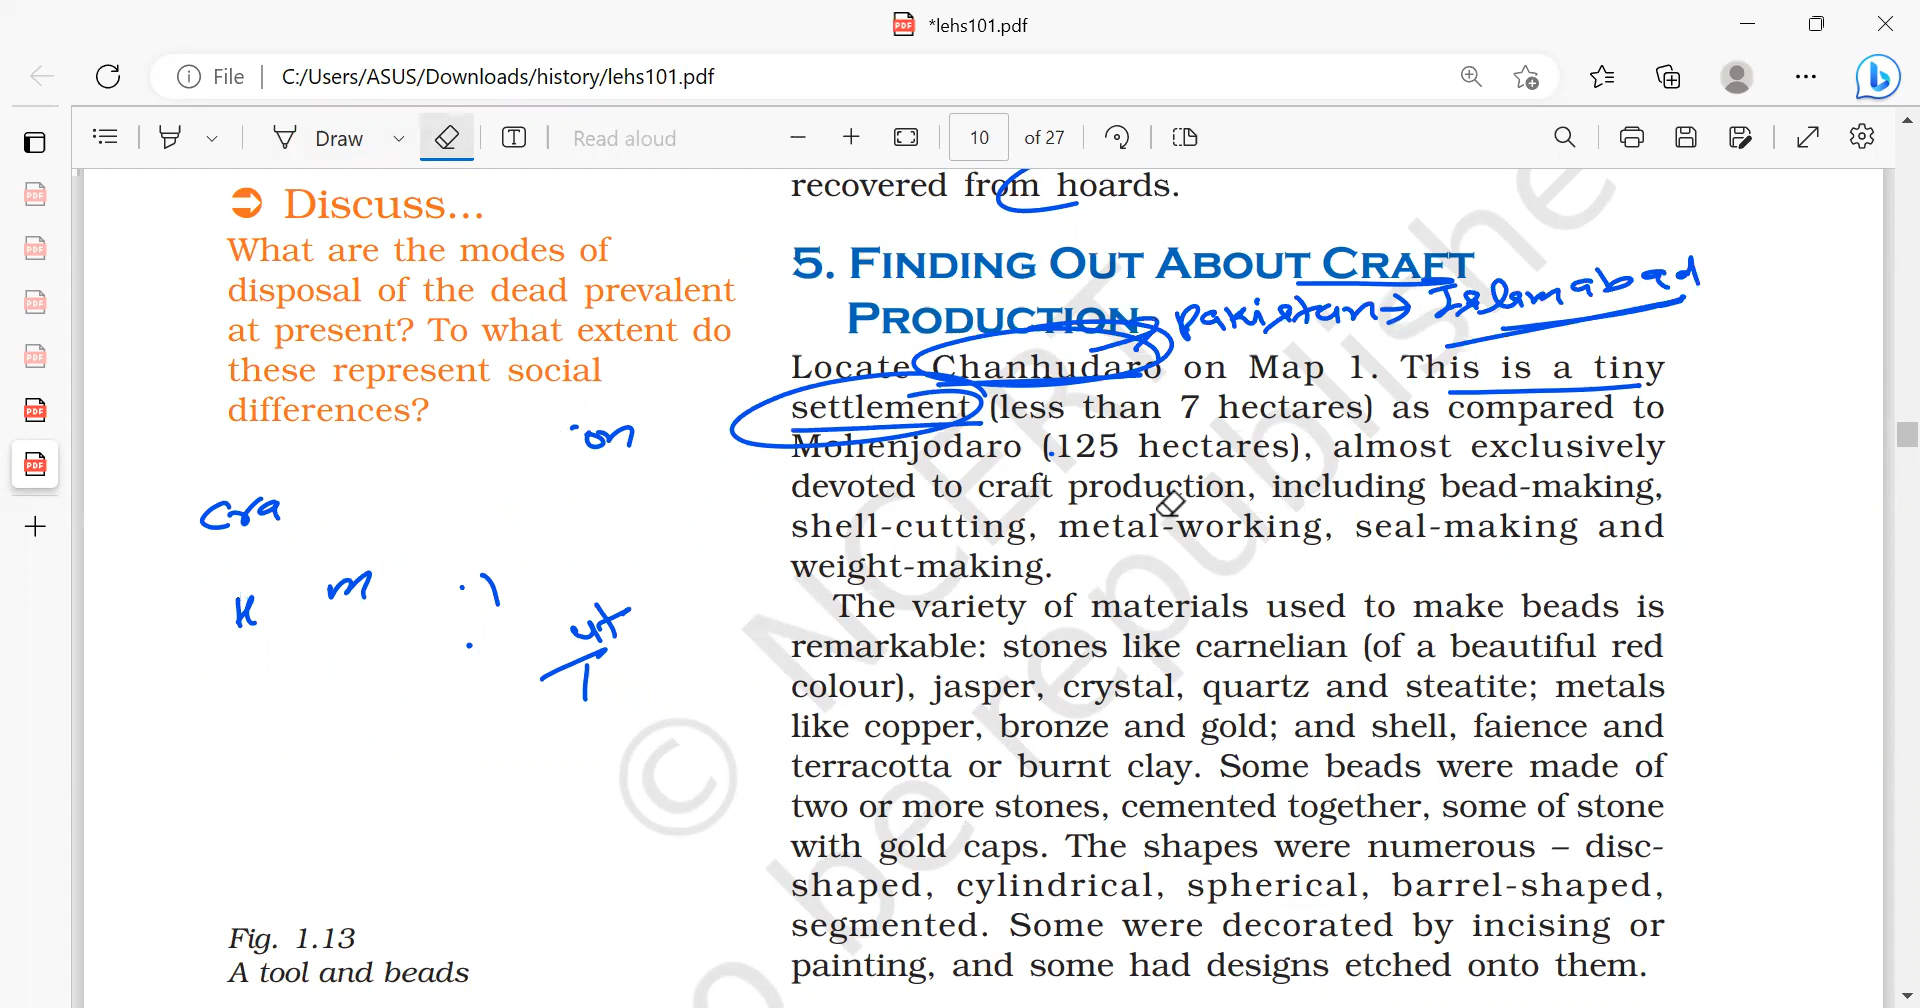 *lehs101.pdf
File
C:/Users/ASUS/Downloads/history/lehs101.pdf
Draw
Read aloud
10 of 27
Discuss...
What are the modes of
disposal of the dead prevalent
at present? To what extent do
these represent social
differences?
on
cra
m
Fig. 1.13
A tool and beads
recovered from hoards.
5. FINDING OUT ABOUT CRAFT
PRODUCTION
pakistan → Islamabad
Locate Chanhudaro on Map 1. This is a tiny
settlement (less than 7 hectares) as compared to
Mohenjodaro (125 hectares), almost exclusively
devoted to craft production, including bead-making,
shell-cutting, metal-working, seal-making and
weight-making.
The variety of materials used to make beads is
remarkable: stones like carnelian (of a beautiful red
colour), jasper, crystal, quartz and steatite; metals
like copper, bronze and gold; and shell, faience and
terracotta or burnt clay. Some beads were made of
two or more stones, cemented together, some of stone
with gold caps. The shapes were numerous – disc-
shaped, cylindrical, spherical, barrel-shaped,
segmented. Some were decorated by incising or
painting, and some had designs etched onto them.
© NCERT
be republishe